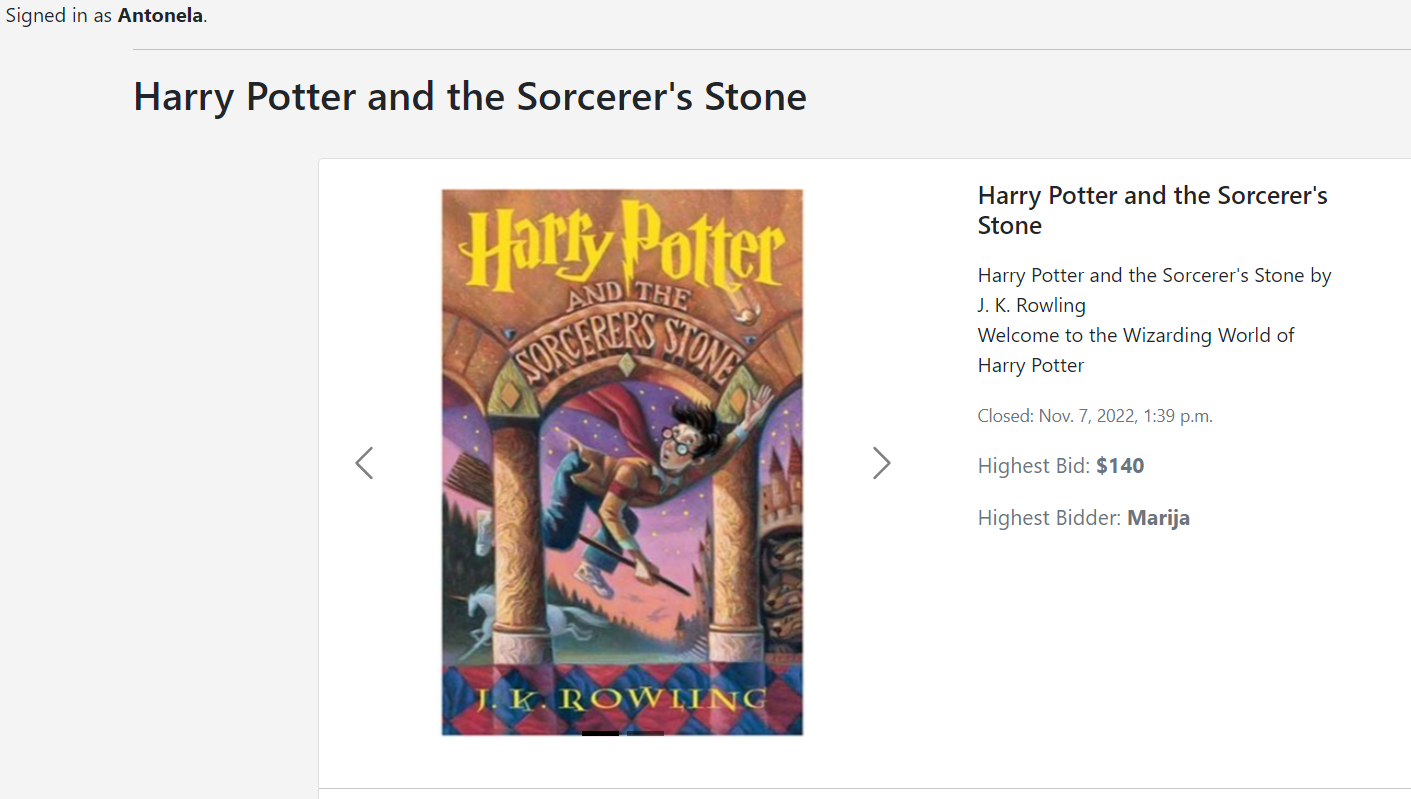 Signed in as Antonela.
Harry Potter and the Sorcerer's Stone
Harry Potter
AND THE
SORCERER'S STONE
J. K. ROWLING
Harry Potter and the Sorcerer's
Stone
Harry Potter and the Sorcerer's Stone by
J. K. Rowling
Welcome to the Wizarding World of
Harry Potter
Closed: Nov. 7, 2022, 1:39 p.m.
Highest Bid: $140
Highest Bidder: Marija